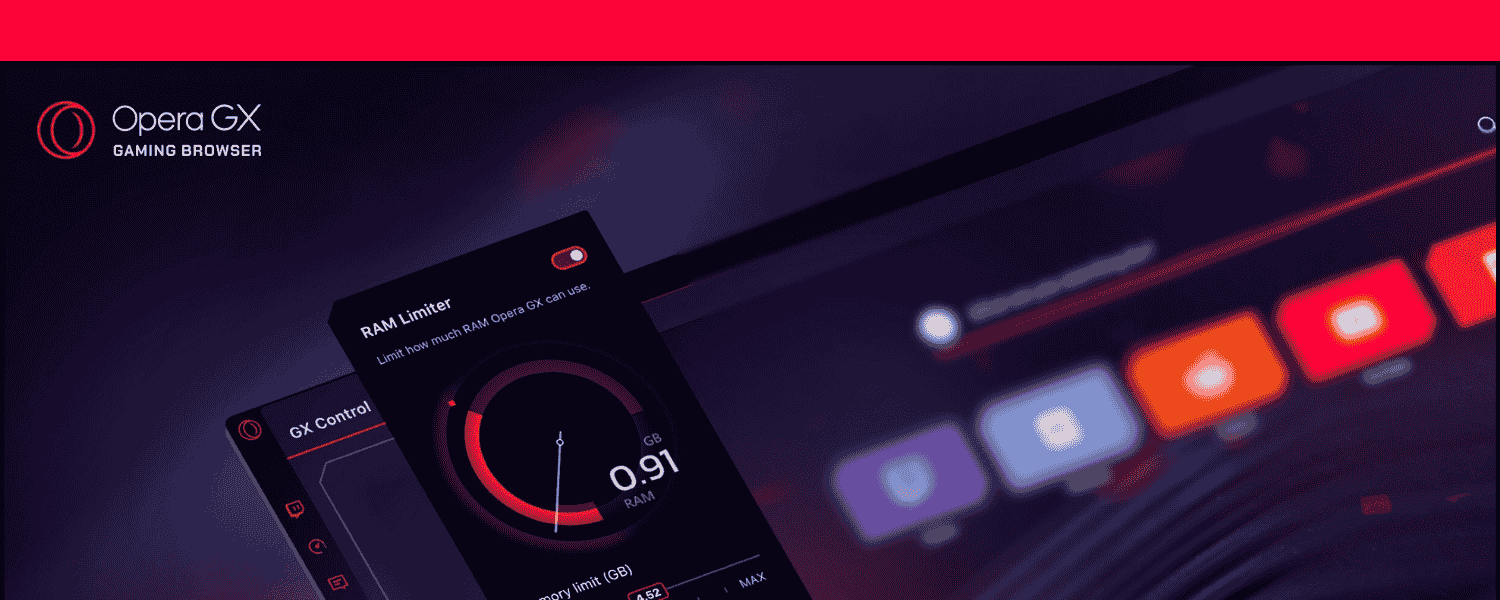 Opera GX
GAMING BROWSER
RAM Limiter
Limit how much RAM Opera GX can use.
GX Control
GB
0.91
RAM
mory limit (GB)
4.52
MAX